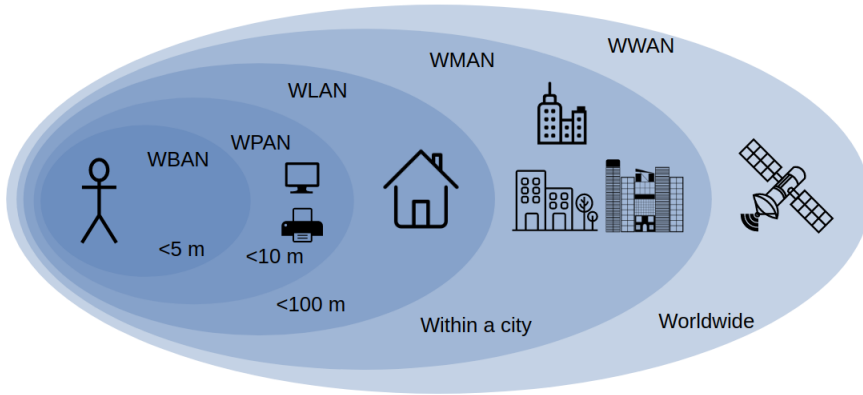 WWAN
WMAN
WLAN
WPAN
WBAN
<5 m
<10 m
<100 m
Within a city
Worldwide